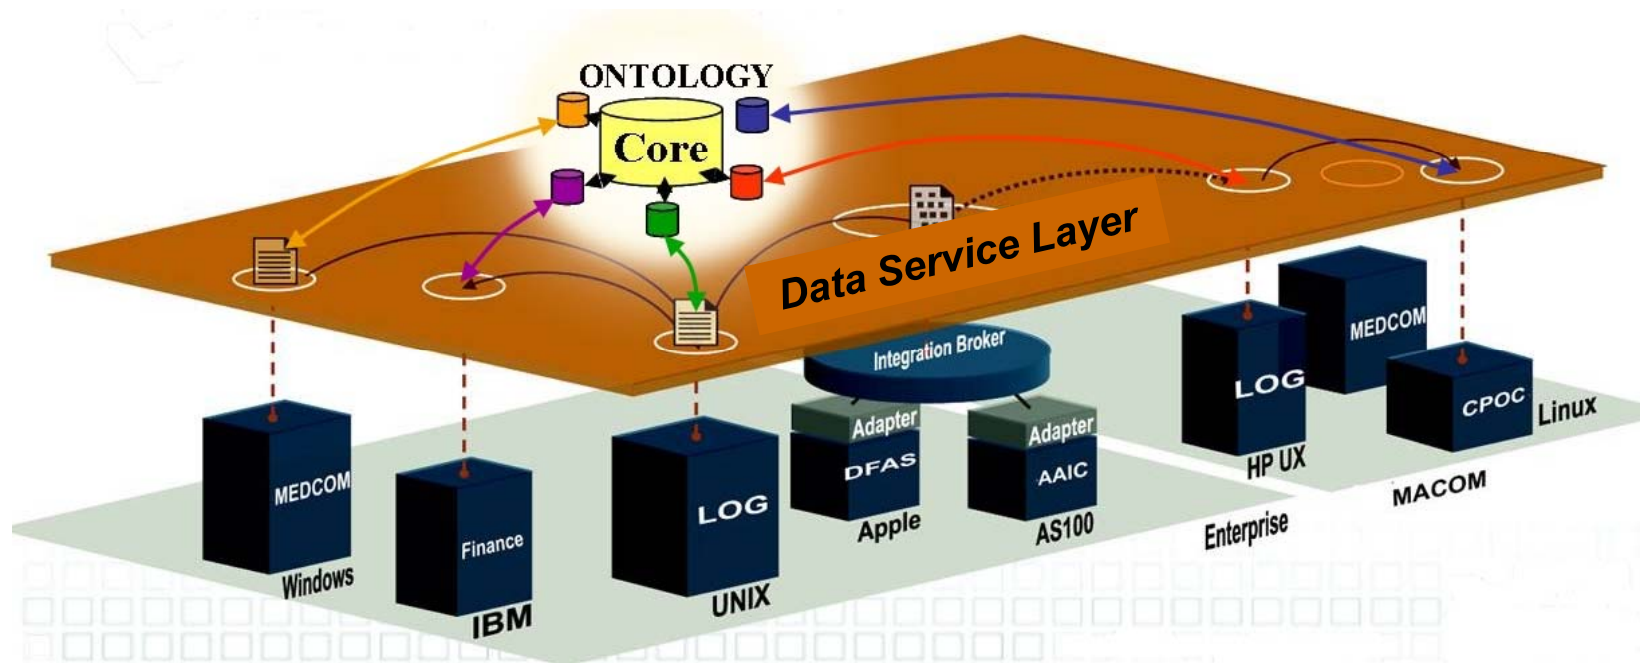 ONTOLOGY
Core
Data Service Layer
Integration Broker
MEDCOM
LOG
CPOC
Linux
HP UX
MACOM
Adapter
Adapter
DFAS
AAIC
Apple
AS100
Enterprise
MEDCOM
Windows
Finance
IBM
LOG
UNIX